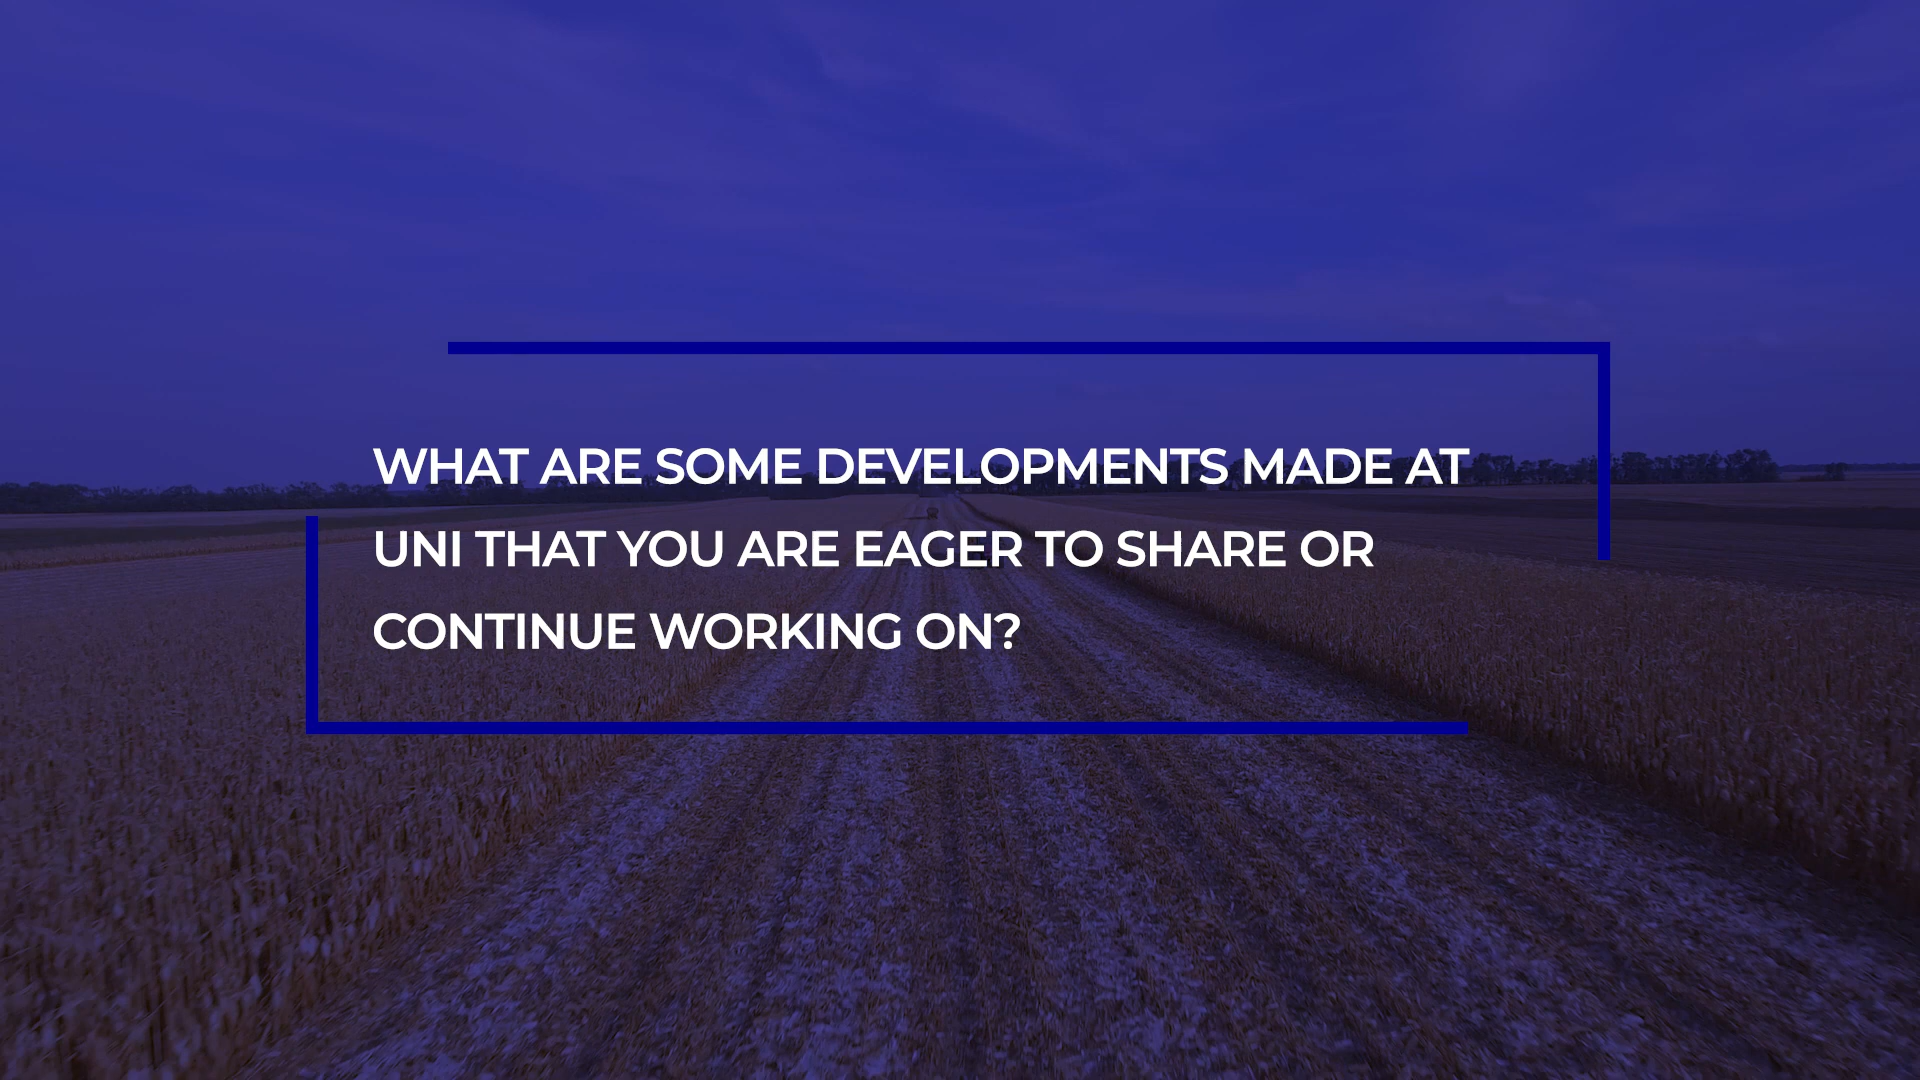 WHAT ARE SOME DEVELOPMENTS MADE AT
UNI THAT YOU ARE EAGER TO SHARE OR
CONTINUE WORKING ON?